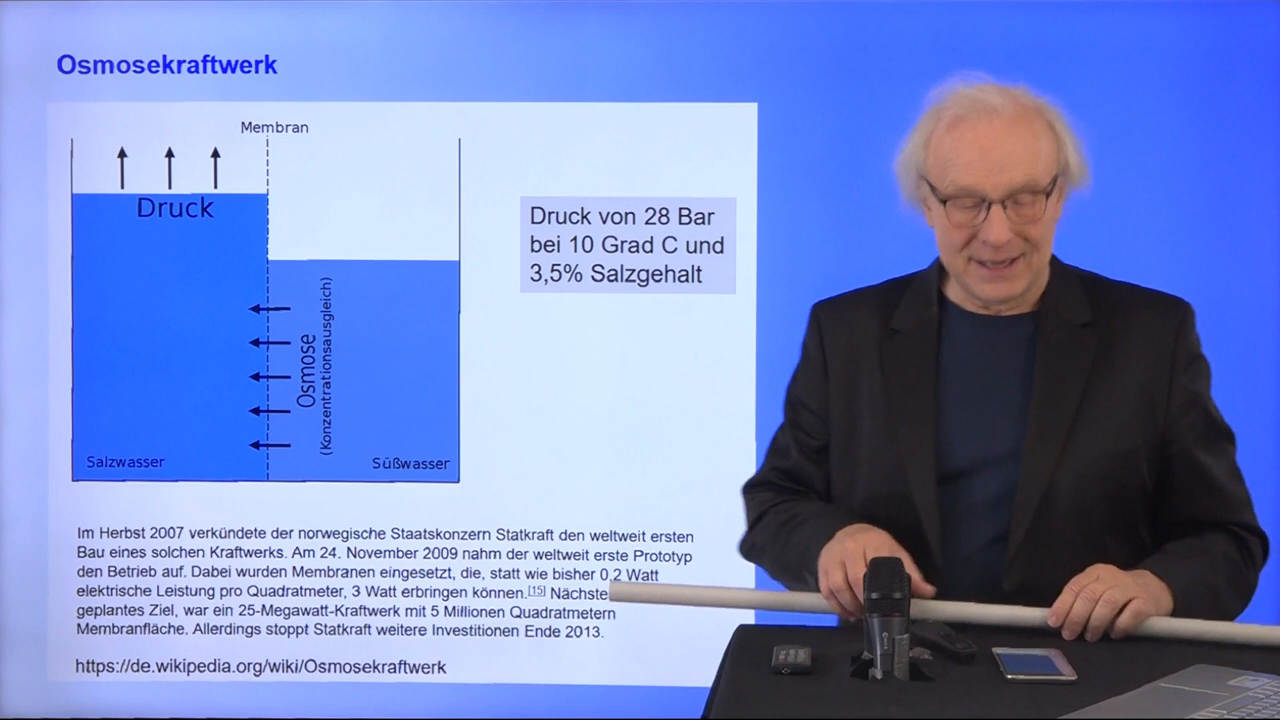 Osmosekraftwerk
Membran
Druck
Druck von 28 Bar
bei 10 Grad C und
3,5% Salzgehalt
Osmose
(Konzentrationsausgleich)
Salzwasser
Süßwasser
Im Herbst 2007 verkündete der norwegische Staatskonzern Statkraft den weltweit ersten
Bau eines solchen Kraftwerks. Am 24. November 2009 nahm der weltweit erste Prototyp
den Betrieb auf. Dabei wurden Membranen eingesetzt, die, statt wie bisher 0,2 Watt
elektrische Leistung pro Quadratmeter, 3 Watt erbringen können.[15] Nächste
geplantes Ziel, war ein 25-Megawatt-Kraftwerk mit 5 Millionen Quadratmetern
Membranfläche. Allerdings stoppt Statkraft weitere Investitionen Ende 2013.
https://de.wikipedia.org/wiki/Osmosekraftwerk